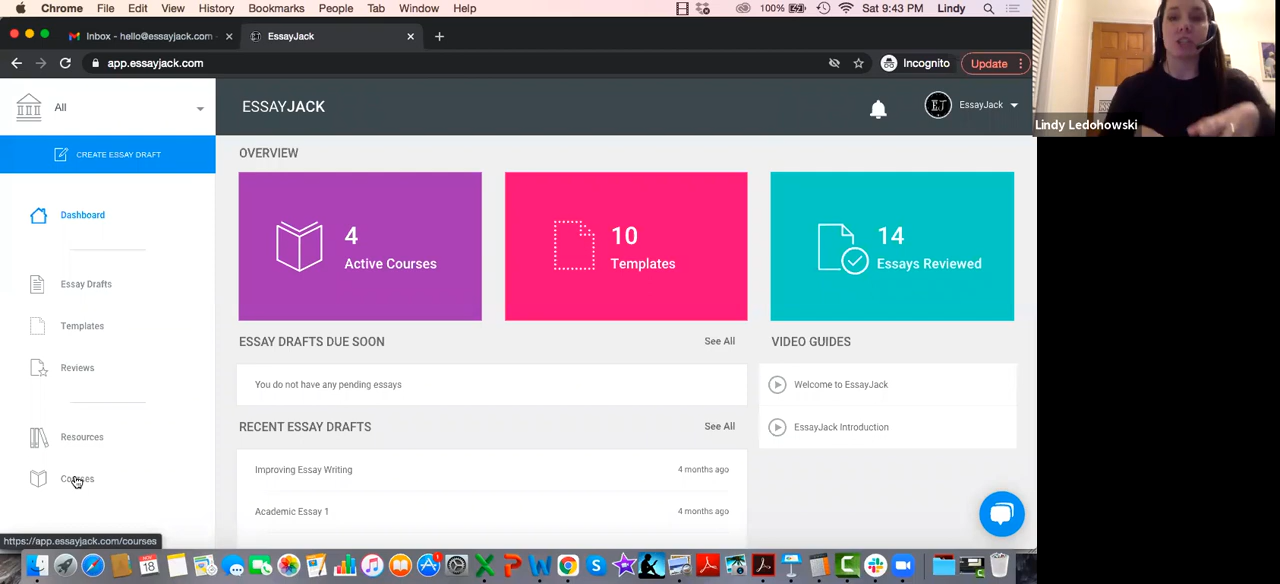 Chrome File Edit View History Bookmarks People Tab Window Help 100% Sat 9:43 PM Lindy
Inbox - hello@essayjack.com
EssayJack
app.essayjack.com
Incognito
Update
Lindy Ledohowski
All
ESSAYJACK
EJ
EssayJack
CREATE ESSAY DRAFT
Dashboard
Essay Drafts
Templates
Reviews
Resources
Courses
OVERVIEW
4
Active Courses
10
Templates
14
Essays Reviewed
ESSAY DRAFTS DUE SOON
See All
You do not have any pending essays
RECENT ESSAY DRAFTS
See All
Improving Essay Writing
4 months ago
Academic Essay 1
4 months ago
VIDEO GUIDES
Welcome to EssayJack
EssayJack Introduction
https://app.essayjack.com/courses
NOV
18